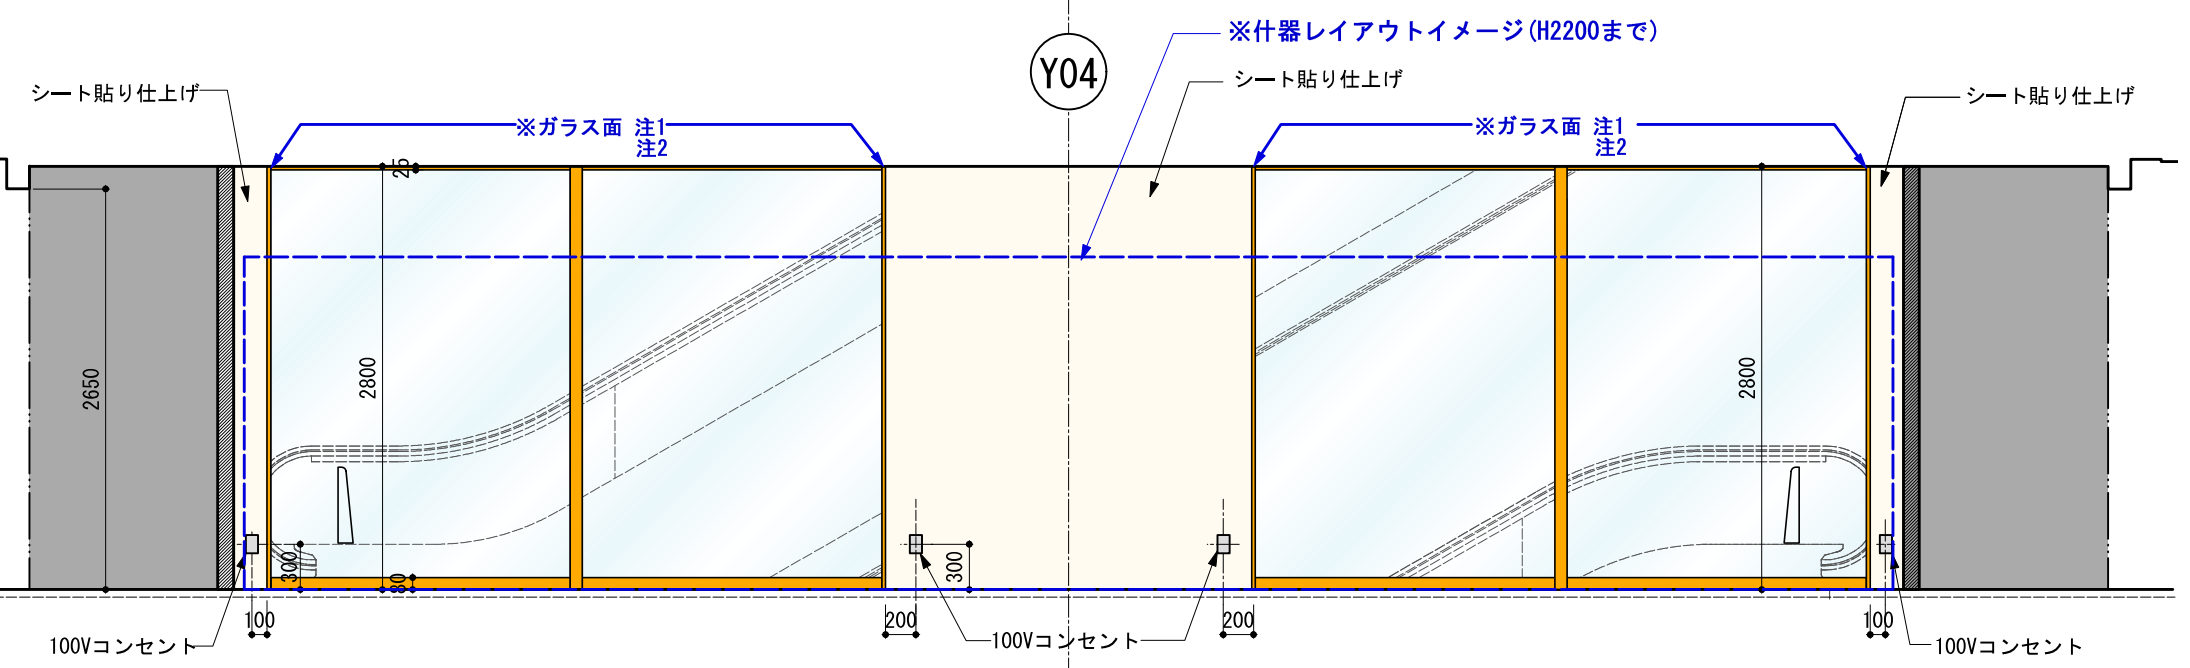 ※什器レイアウトイメージ(H2200まで)
Y04
シート貼り仕上げ
シート貼り仕上げ
シート貼り仕上げ
※ガラス面 注1
注2
※ガラス面 注1
注2
25
2650
2800
2800
300
80
300
100
200
200
100
100Vコンセント
100Vコンセント
100Vコンセント